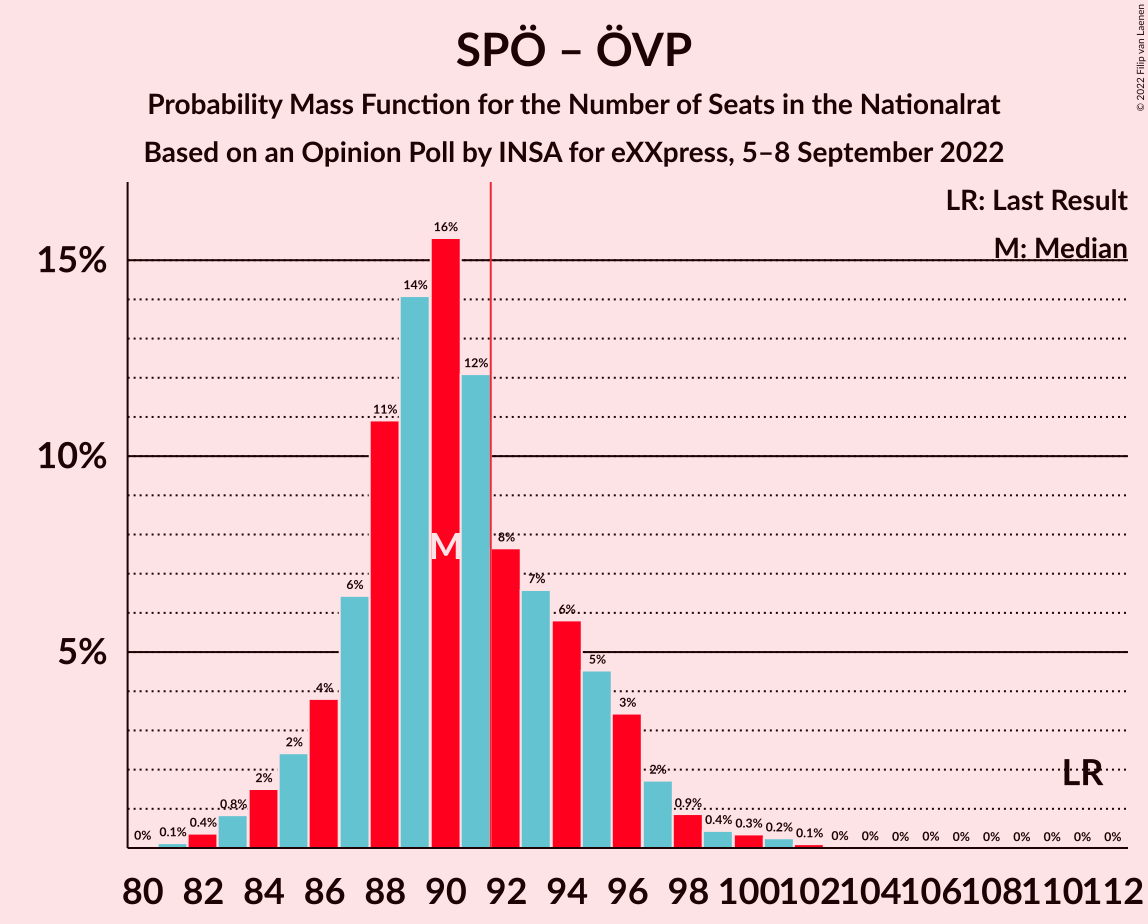 SPÖ – ÖVP
Probability Mass Function for the Number of Seats in the Nationalrat
Based on an Opinion Poll by INSA for eXXpress, 5–8 September 2022
© 2022 Filip van Laenen
LR: Last Result
M: Median
15%
10%
5%
0% 0.1% 0.4% 0.8% 2% 2% 4% 6% 11% 14% 16% 12% 8% 7% 6% 5% 3% 2% 0.9% 0.4% 0.3% 0.2% 0.1% 0% 0% 0% 0% 0% 0% 0% 0% 0% 0%
M
LR
80 82 84 86 88 90 92 94 96 98 100 102 104 106 108 110 112